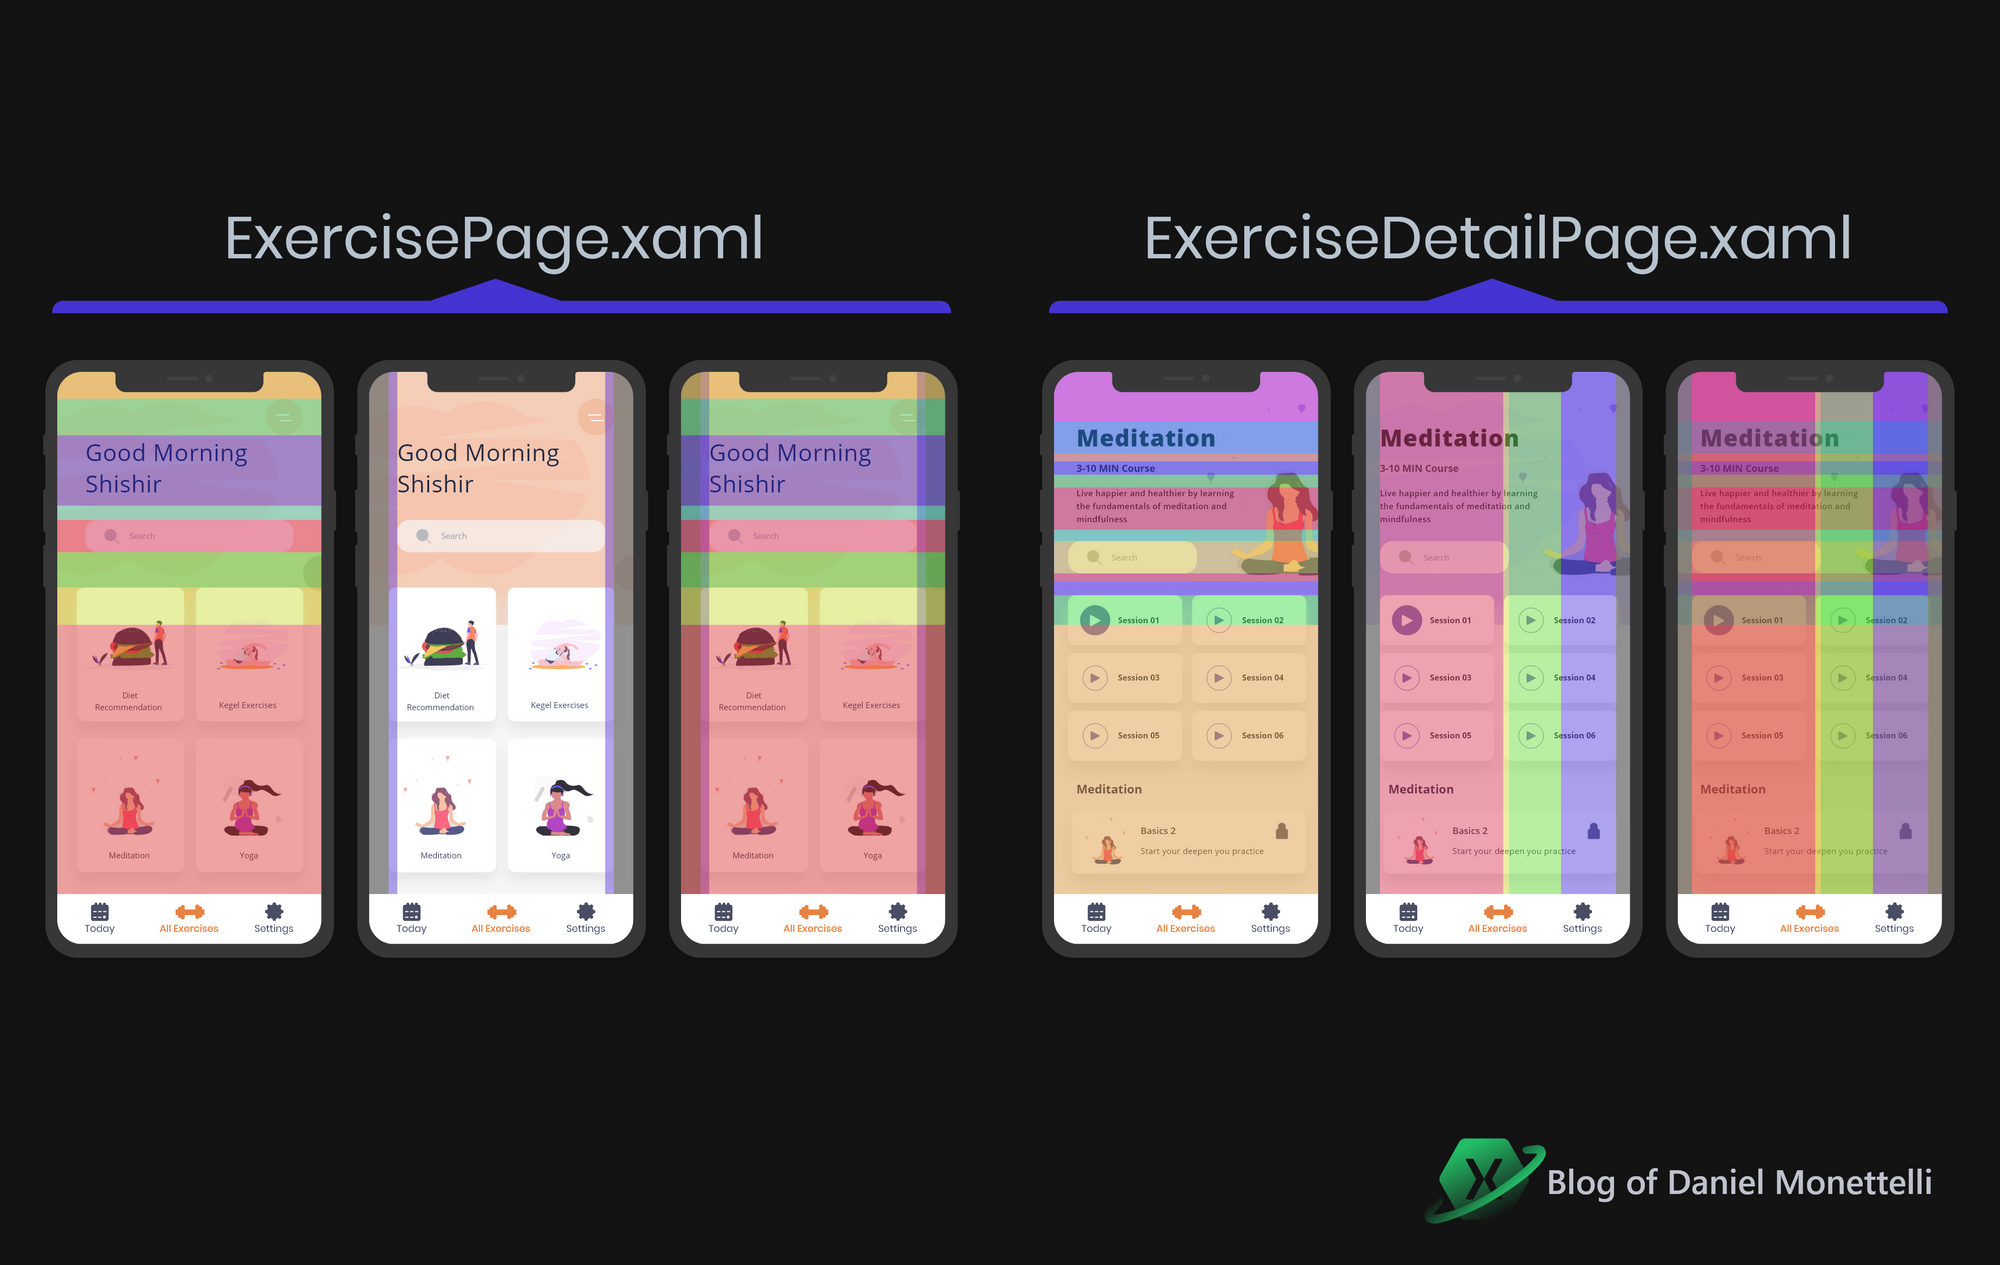 ExercisePage.xaml
ExerciseDetailPage.xaml
Good Morning
Shishir
Search
Diet
Recommendation
Kegel Exercises
Meditation
Yoga
Today
All Exercises
Settings
Good Morning
Shishir
Search
Diet
Recommendation
Kegel Exercises
Meditation
Yoga
Today
All Exercises
Settings
Good Morning
Shishir
Search
Diet
Recommendation
Kegel Exercises
Meditation
Yoga
Today
All Exercises
Settings
Meditation
3-10 MIN Course
Live happier and healthier by learning
the fundamentals of meditation and
mindfulness
Search
Session 01
Session 02
Session 03
Session 04
Session 05
Session 06
Meditation
Basics 2
Start your deepen you practice
Today
All Exercises
Settings
Meditation
3-10 MIN Course
Live happier and healthier by learning
the fundamentals of meditation and
mindfulness
Search
Session 01
Session 02
Session 03
Session 04
Session 05
Session 06
Meditation
Basics 2
Start your deepen you practice
Today
All Exercises
Settings
Meditation
3-10 MIN Course
Live happier and healthier by learning
the fundamentals of meditation and
mindfulness
Search
Session 01
Session 02
Session 03
Session 04
Session 05
Session 06
Meditation
Basics 2
Start your deepen you practice
Today
All Exercises
Settings
X
Blog of Daniel Monettelli